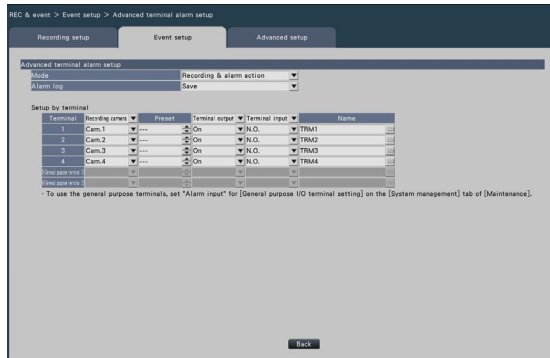 REC & event > Event setup > Advanced terminal alarm setup
Recording setup Event setup Advanced setup
Advanced terminal alarm setup
Mode Recording & alarm action
Alarm log Save
Setup by terminal
Terminal Recording camera Preset Terminal output Terminal input Name
1 Cam.1 --- On N.O. TRM1
2 Cam.2 --- On N.O. TRM2
3 Cam.3 --- On N.O. TRM3
4 Cam.4 --- On N.O. TRM4
· To use the general purpose terminals, set "Alarm input" for [General purpose I/O terminal setting] on the [System management] tab of [Maintenance].
Back